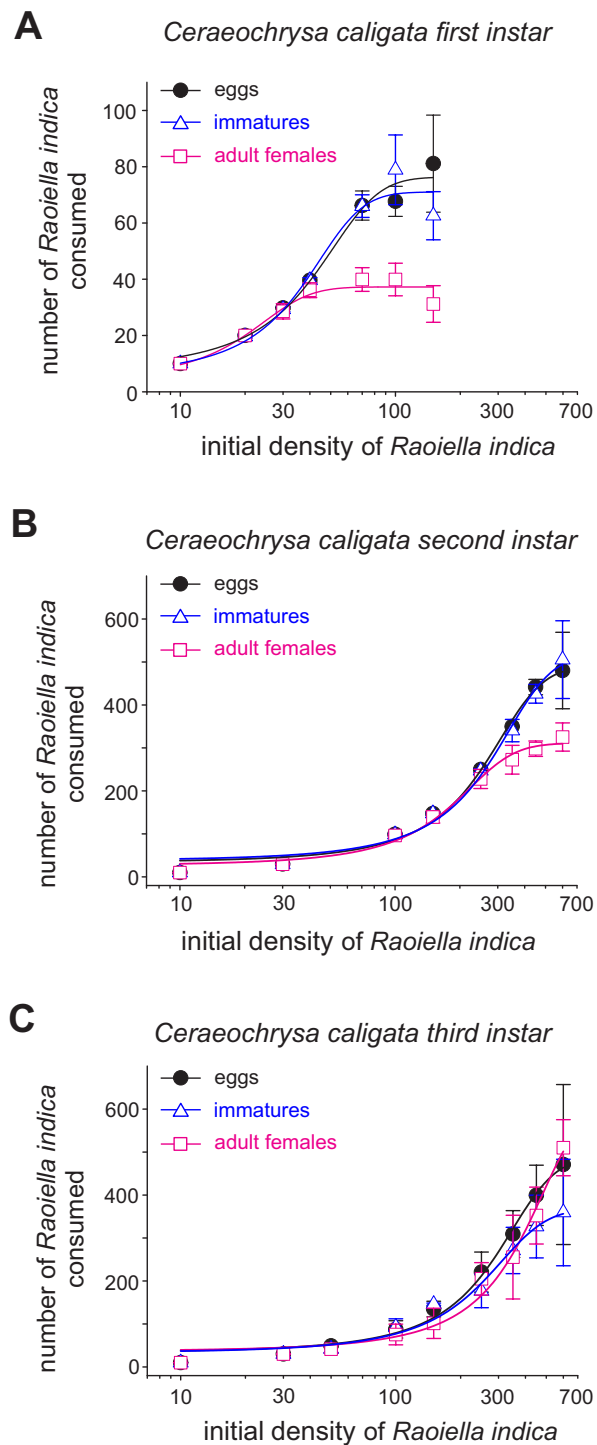 A
Ceraeochrysa caligata first instar
eggs
immatures
adult females
100
80
60
40
20
0
number of Raoiella indica
consumed
10 30 100 300 700
initial density of Raoiella indica
B
Ceraeochrysa caligata second instar
eggs
immatures
adult females
600
400
200
0
number of Raoiella indica
consumed
10 30 100 300 700
initial density of Raoiella indica
C
Ceraeochrysa caligata third instar
eggs
immatures
adult females
600
400
200
0
number of Raoiella indica
consumed
10 30 100 300 700
initial density of Raoiella indica